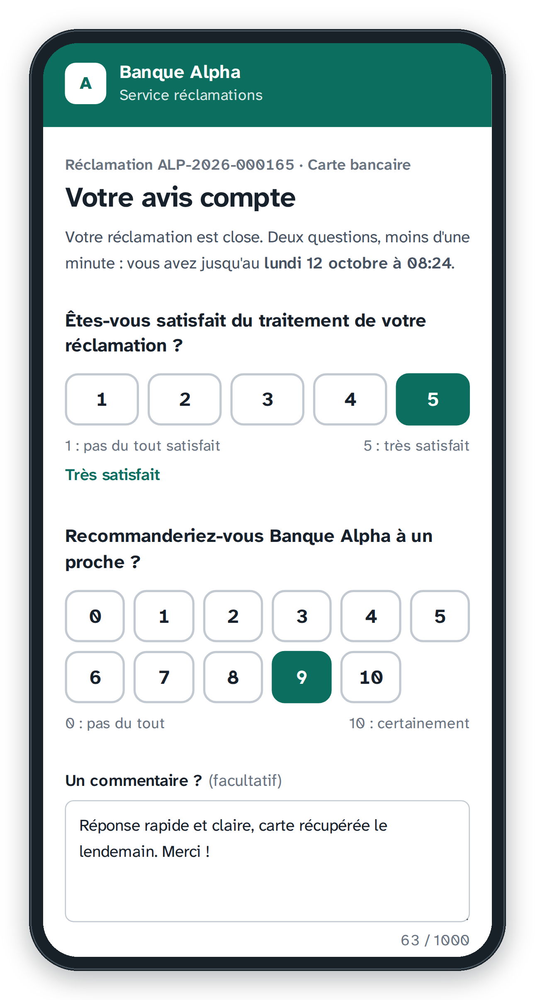 A
Banque Alpha
Service réclamations
Réclamation ALP-2026-000165 · Carte bancaire
Votre avis compte
Votre réclamation est close. Deux questions, moins d'une
minute : vous avez jusqu'au lundi 12 octobre à 08:24.
Êtes-vous satisfait du traitement de votre
réclamation ?
1 2 3 4 5
1 : pas du tout satisfait 5 : très satisfait
Très satisfait
Recommanderiez-vous Banque Alpha à un
proche ?
0 1 2 3 4 5
6 7 8 9 10
0 : pas du tout 10 : certainement
Un commentaire ? (facultatif)
Réponse rapide et claire, carte récupérée le
lendemain. Merci !
63 / 1000